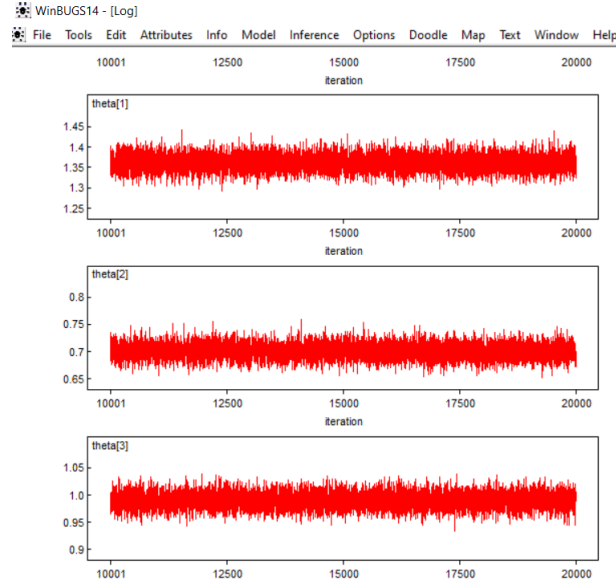 WinBUGS14 - [Log]
File Tools Edit Attributes Info Model Inference Options Doodle Map Text Window Help
10001 12500 15000 17500 20000
iteration
theta[1]
1.45
1.4
1.35
1.3
1.25
10001 12500 15000 17500 20000
iteration
theta[2]
0.8
0.75
0.7
0.65
10001 12500 15000 17500 20000
iteration
theta[3]
1.05
1.0
0.95
0.9
10001 12500 15000 17500 20000